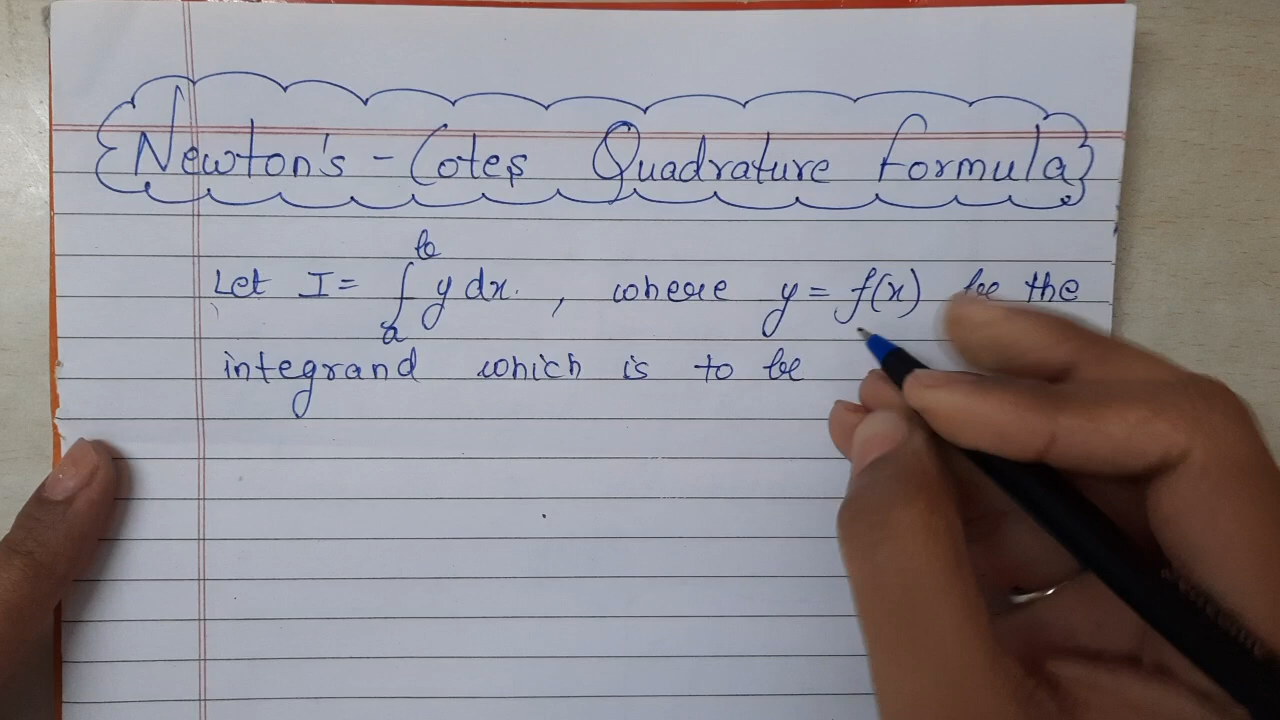 Newton's - Cotes Quadrature formula
Let I = ∫ₐᵇ y dx. , where y = f(x) be the
integrand which is to be